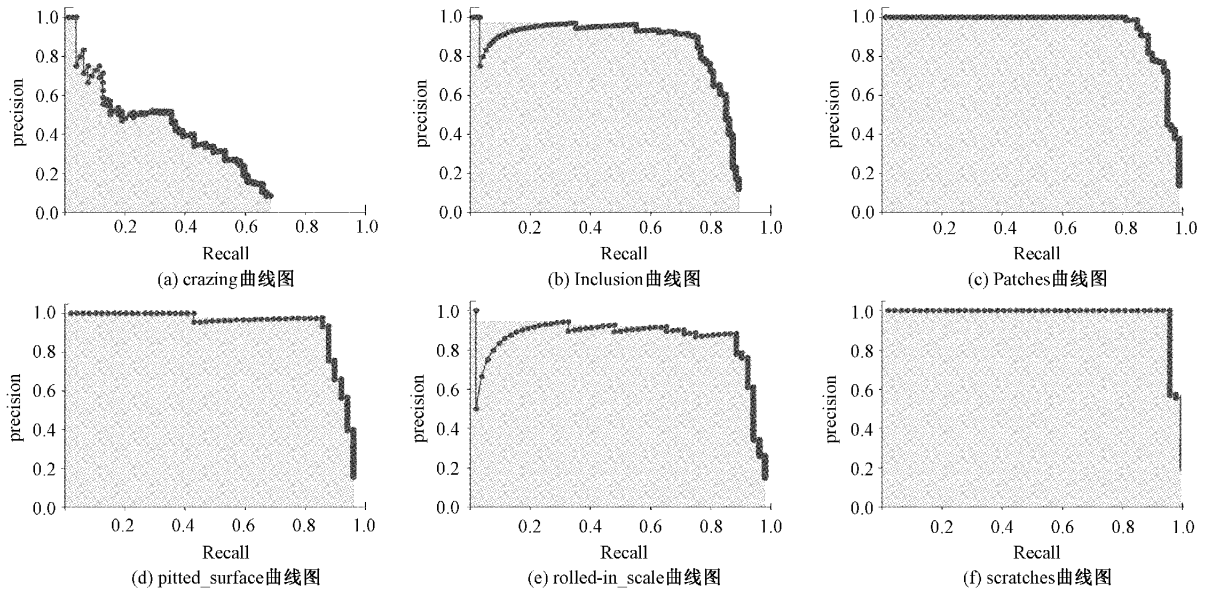 1.0
0.8
0.6
0.4
0.2
0.0
precision
0.2 0.4 0.6 0.8 1.0
Recall
(a) crazing曲线图
1.0
0.8
0.6
0.4
0.2
0.0
precision
0.2 0.4 0.6 0.8 1.0
Recall
(b) Inclusion曲线图
1.0
0.8
0.6
0.4
0.2
0.0
precision
0.2 0.4 0.6 0.8 1.0
Recall
(c) Patches曲线图
1.0
0.8
0.6
0.4
0.2
0.0
precision
0.2 0.4 0.6 0.8 1.0
Recall
(d) pitted_surface曲线图
1.0
0.8
0.6
0.4
0.2
0.0
precision
0.2 0.4 0.6 0.8 1.0
Recall
(e) rolled-in_scale曲线图
1.0
0.8
0.6
0.4
0.2
0.0
precision
0.2 0.4 0.6 0.8 1.0
Recall
(f) scratches曲线图